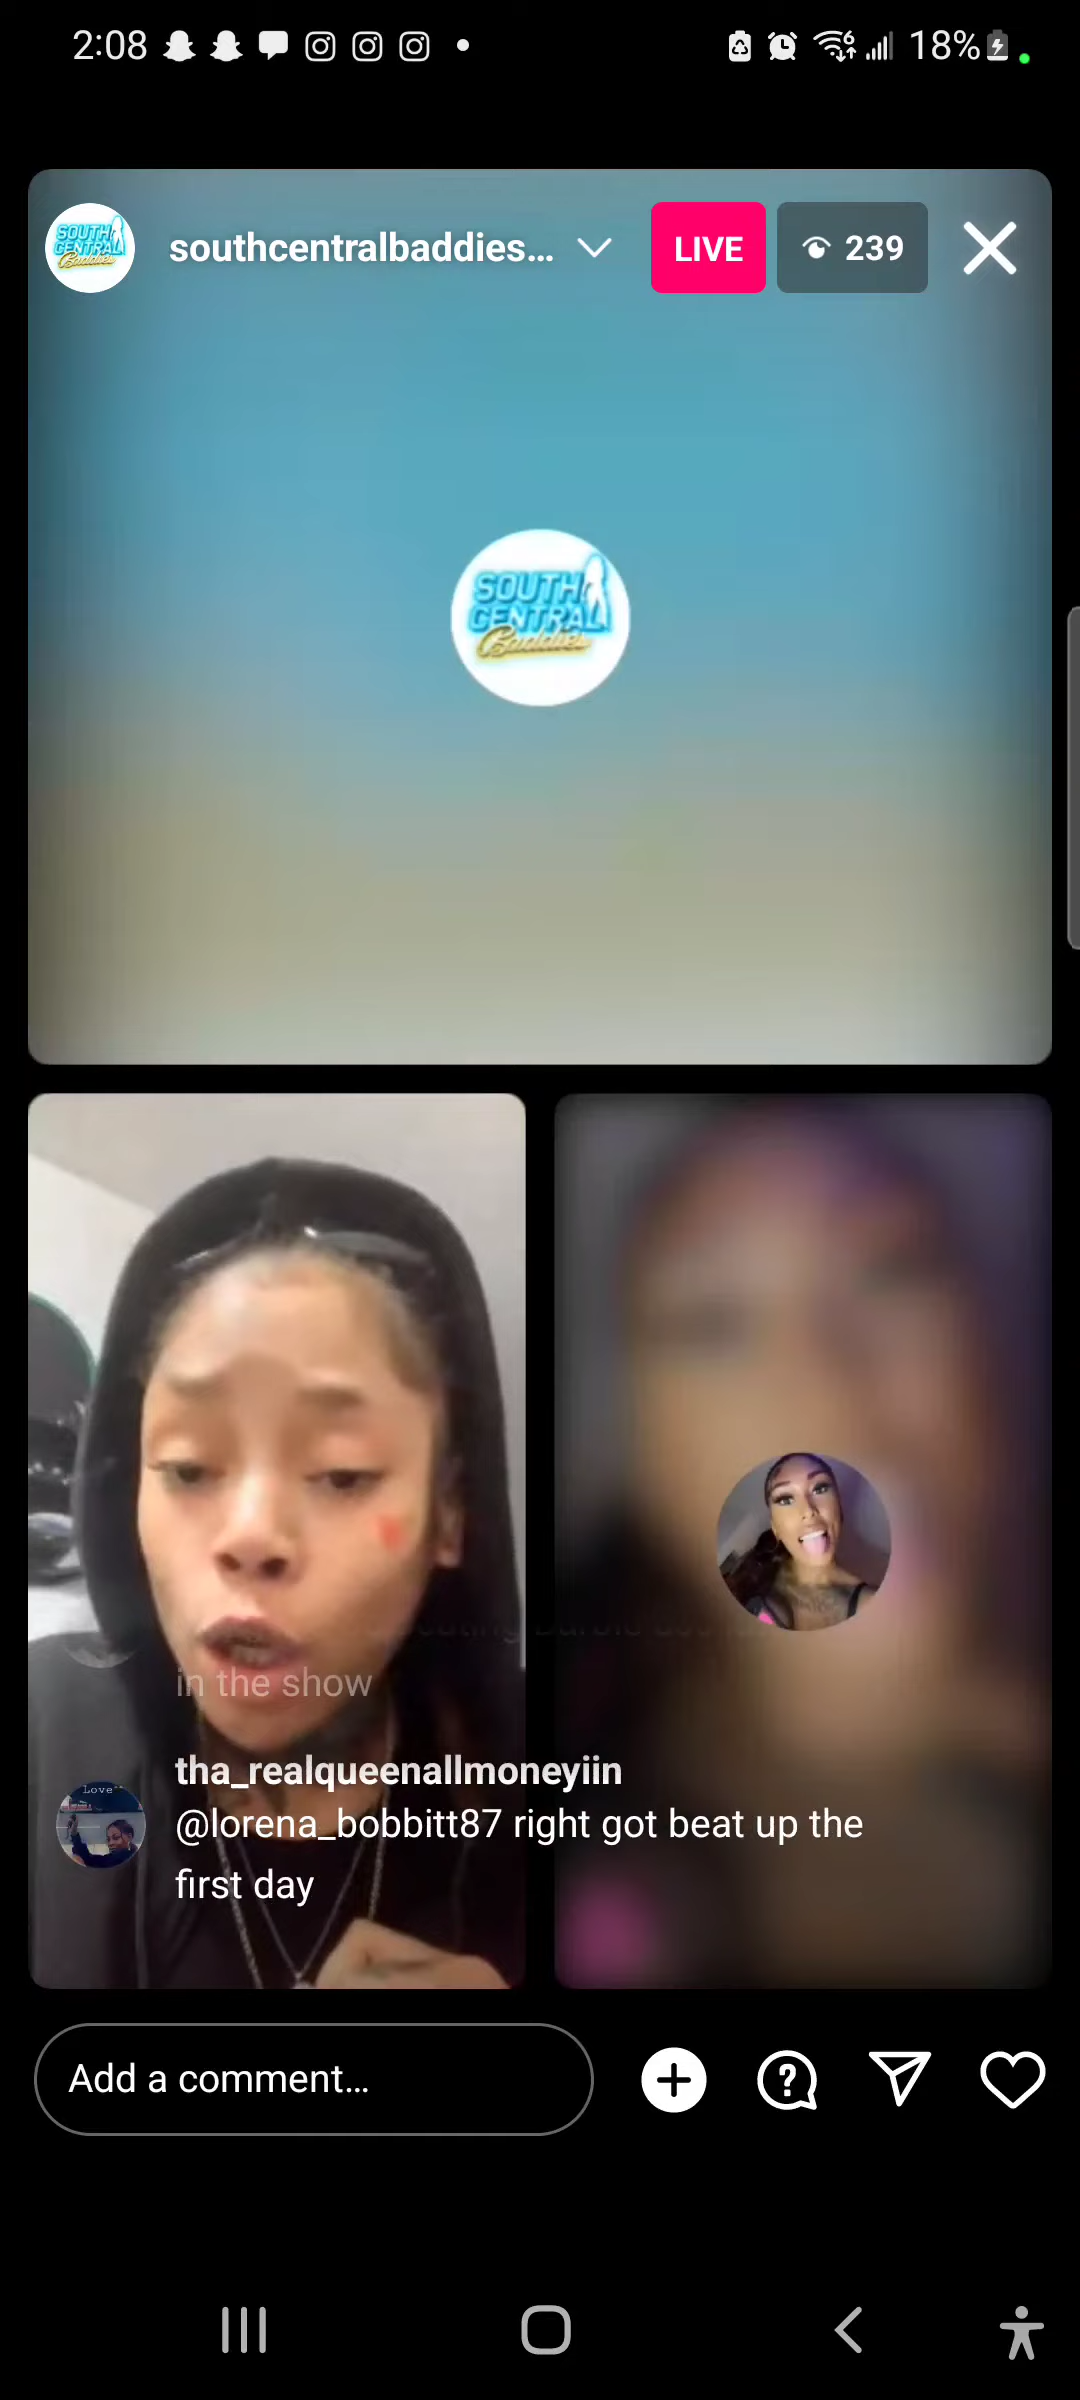 2:08
18%
SOUTH
CENTRAL
Baddies
southcentralbaddies...
LIVE
239
SOUTH
CENTRAL
Baddies
in the show
tha_realqueenallmoneyiin
Love
@lorena_bobbitt87 right got beat up the
first day
Add a comment...